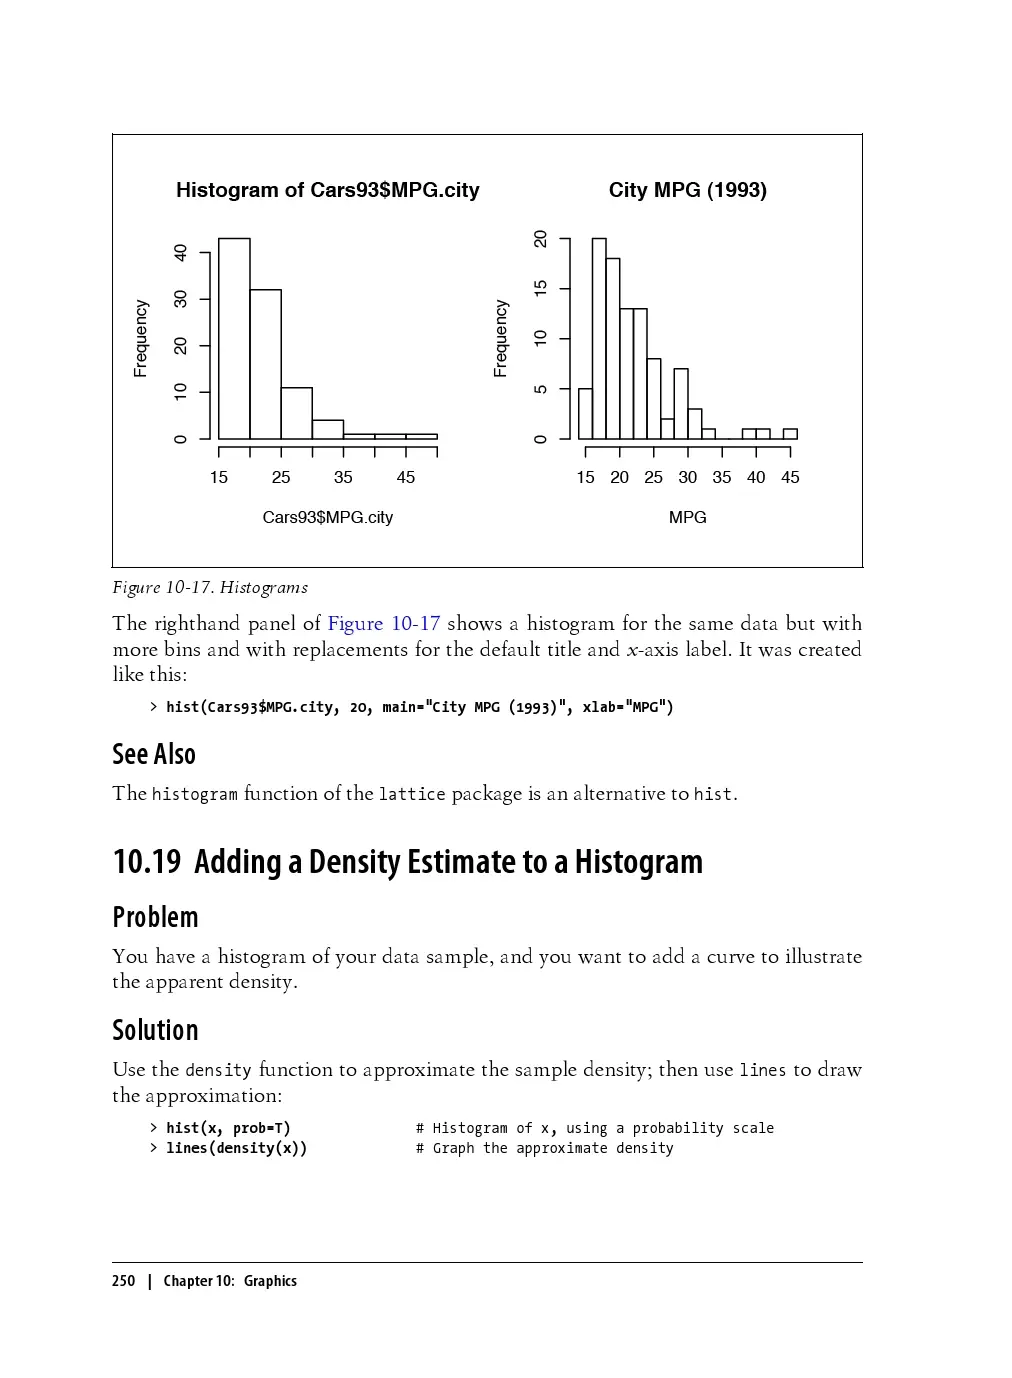 Histogram of Cars93$MPG.city
Frequency
0 10 20 30 40
15 25 35 45
Cars93$MPG.city
City MPG (1993)
Frequency
0 5 10 15 20
15 20 25 30 35 40 45
MPG
Figure 10-17. Histograms
The righthand panel of Figure 10-17 shows a histogram for the same data but with
more bins and with replacements for the default title and x-axis label. It was created
like this:
> hist(Cars93$MPG.city, 20, main="City MPG (1993)", xlab="MPG")
See Also
The histogram function of the lattice package is an alternative to hist.
10.19 Adding a Density Estimate to a Histogram
Problem
You have a histogram of your data sample, and you want to add a curve to illustrate
the apparent density.
Solution
Use the density function to approximate the sample density; then use lines to draw
the approximation:
> hist(x, prob=T) # Histogram of x, using a probability scale
> lines(density(x)) # Graph the approximate density
250 | Chapter 10: Graphics